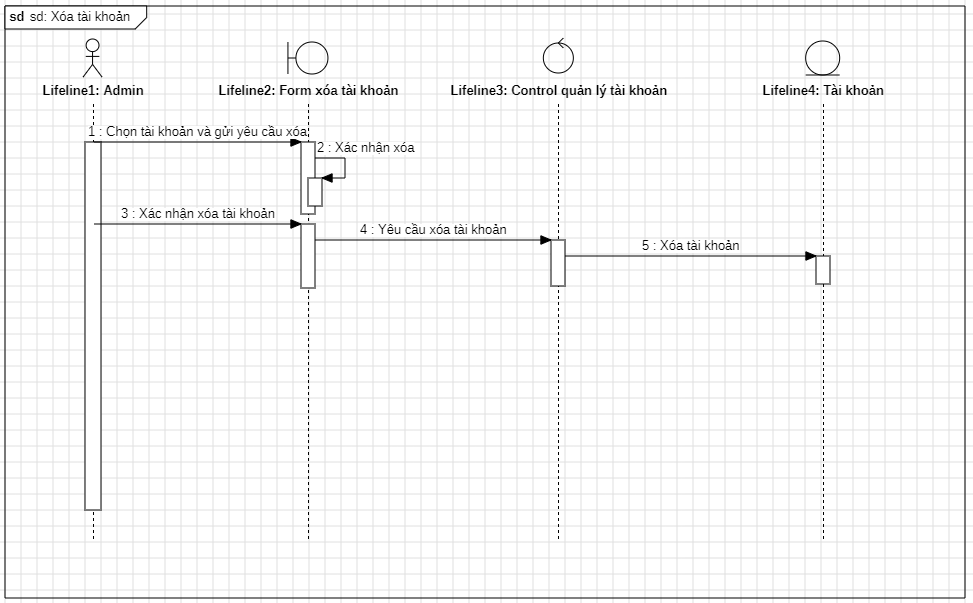 sd sd: Xóa tài khoản
Lifeline1: Admin
Lifeline2: Form xóa tài khoản
Lifeline3: Control quản lý tài khoản
Lifeline4: Tài khoản
1 : Chọn tài khoản và gửi yêu cầu xóa
2 : Xác nhận xóa
3 : Xác nhận xóa tài khoản
4 : Yêu cầu xóa tài khoản
5 : Xóa tài khoản